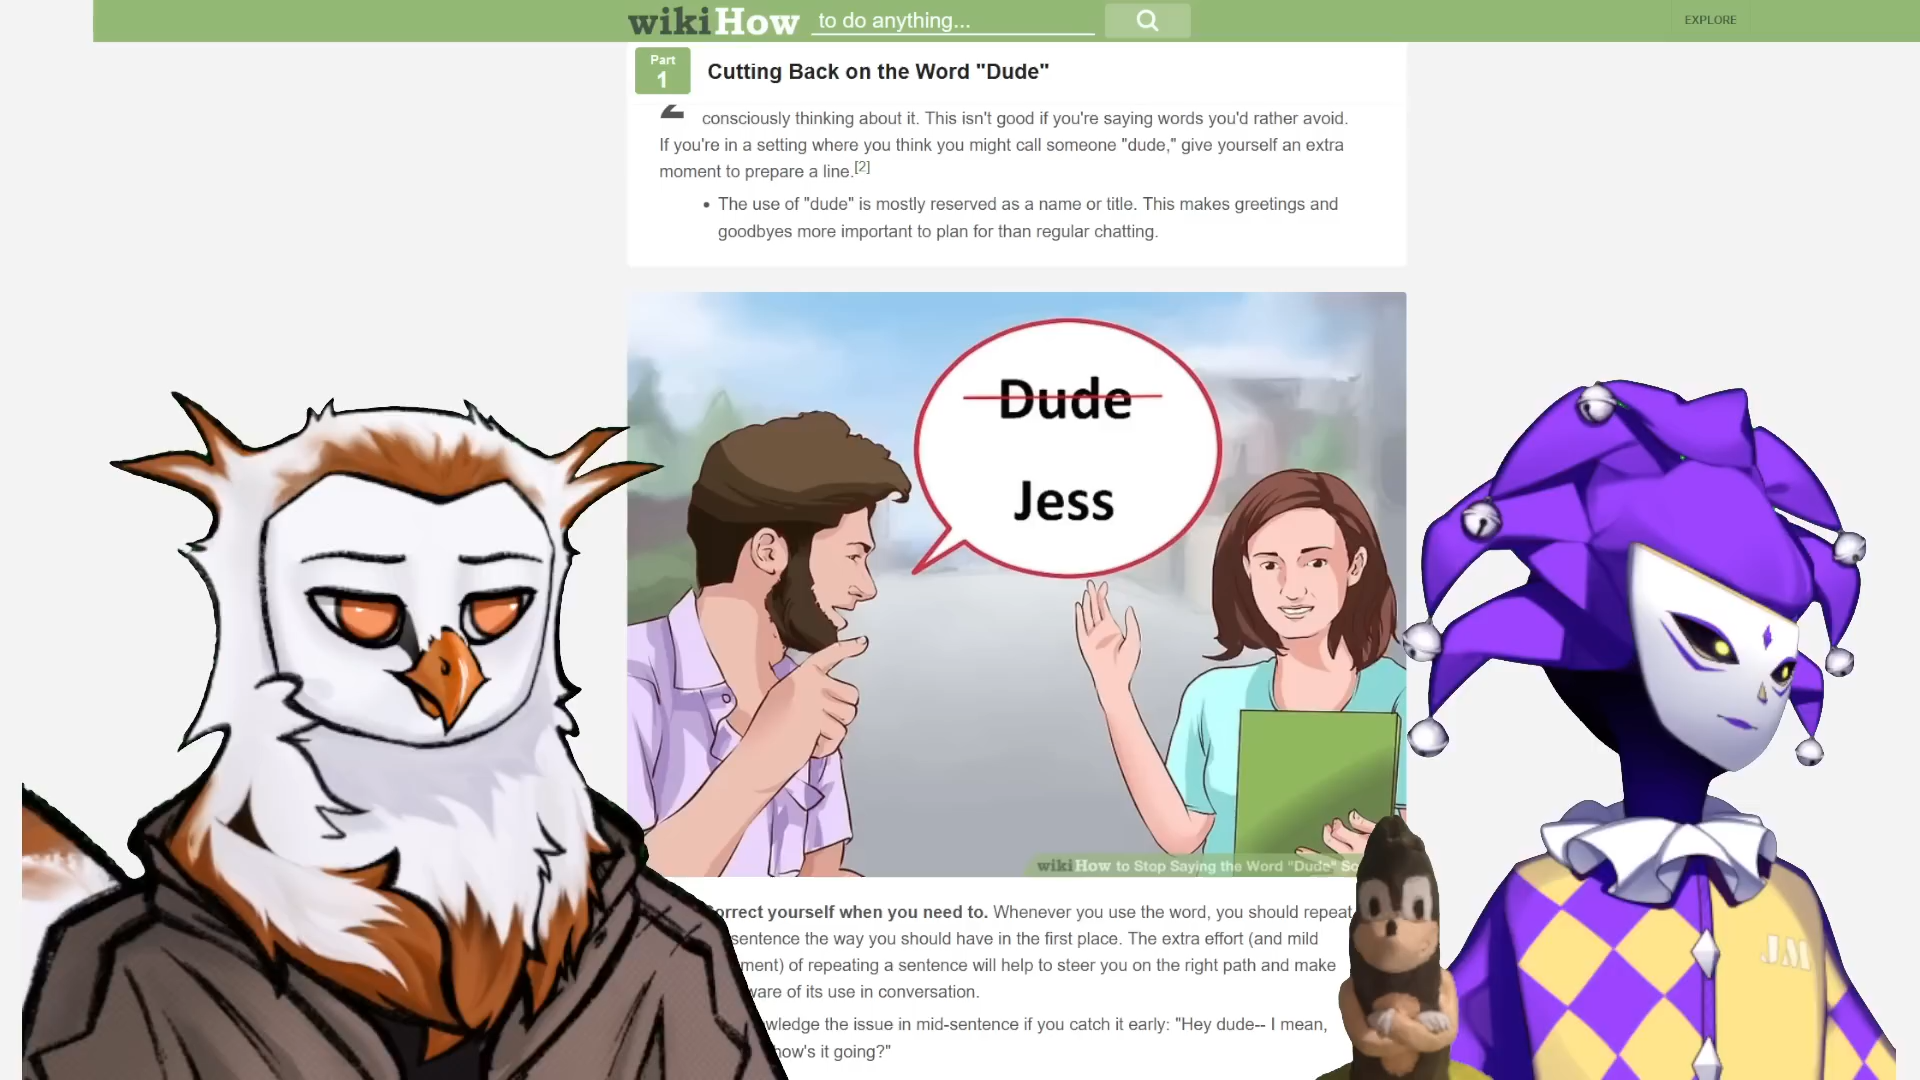 wikiHow to do anything...
EXPLORE
Part
1
Cutting Back on the Word "Dude"
consciously thinking about it. This isn't good if you're saying words you'd rather avoid.
If you're in a setting where you think you might call someone "dude," give yourself an extra
moment to prepare a line.[2]
• The use of "dude" is mostly reserved as a name or title. This makes greetings and
goodbyes more important to plan for than regular chatting.
Dude
Jess
wikiHow to Stop Saying the Word "Dude" So
orrect yourself when you need to. Whenever you use the word, you should repeat
sentence the way you should have in the first place. The extra effort (and mild
ment) of repeating a sentence will help to steer you on the right path and make
ware of its use in conversation.
wledge the issue in mid-sentence if you catch it early: "Hey dude-- I mean,
how's it going?"
JM